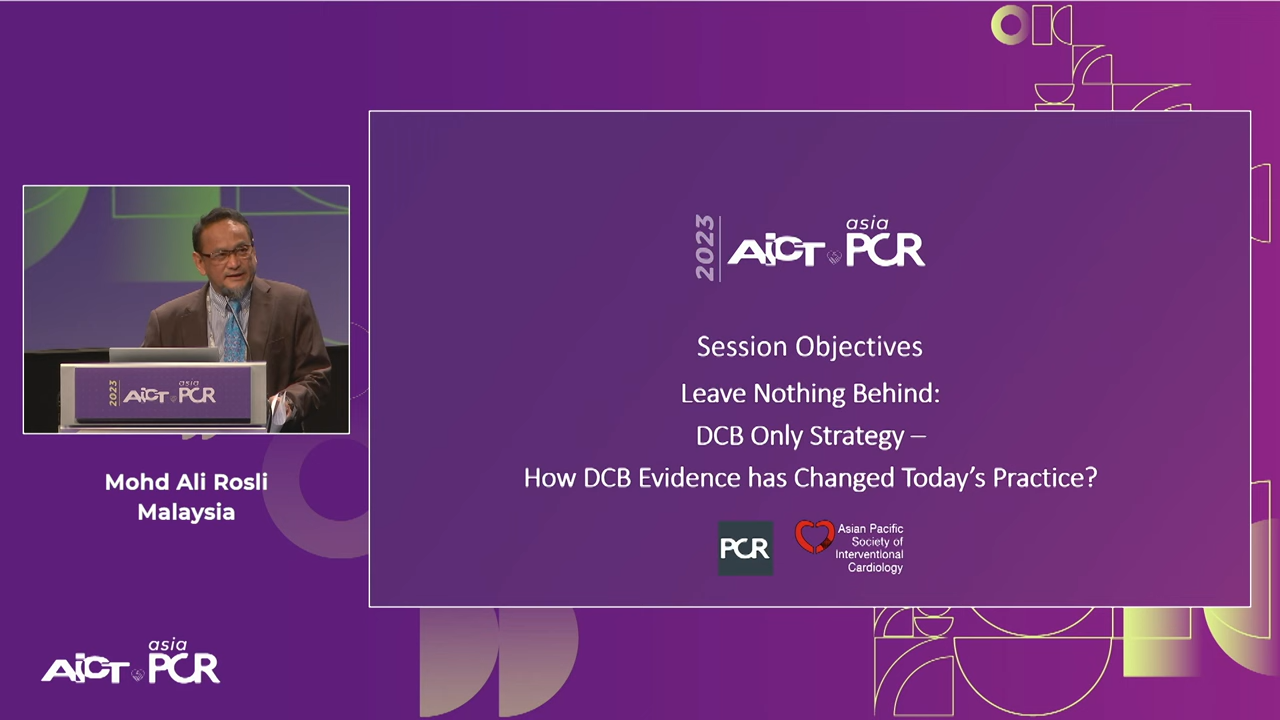 2023
AICT asia PCR
Session Objectives
Leave Nothing Behind:
DCB Only Strategy –
How DCB Evidence has Changed Today's Practice?
PCR
Asian Pacific
Society of
Interventional
Cardiology
2023 AICT asia PCR
Mohd Ali Rosli
Malaysia
AICT asia PCR